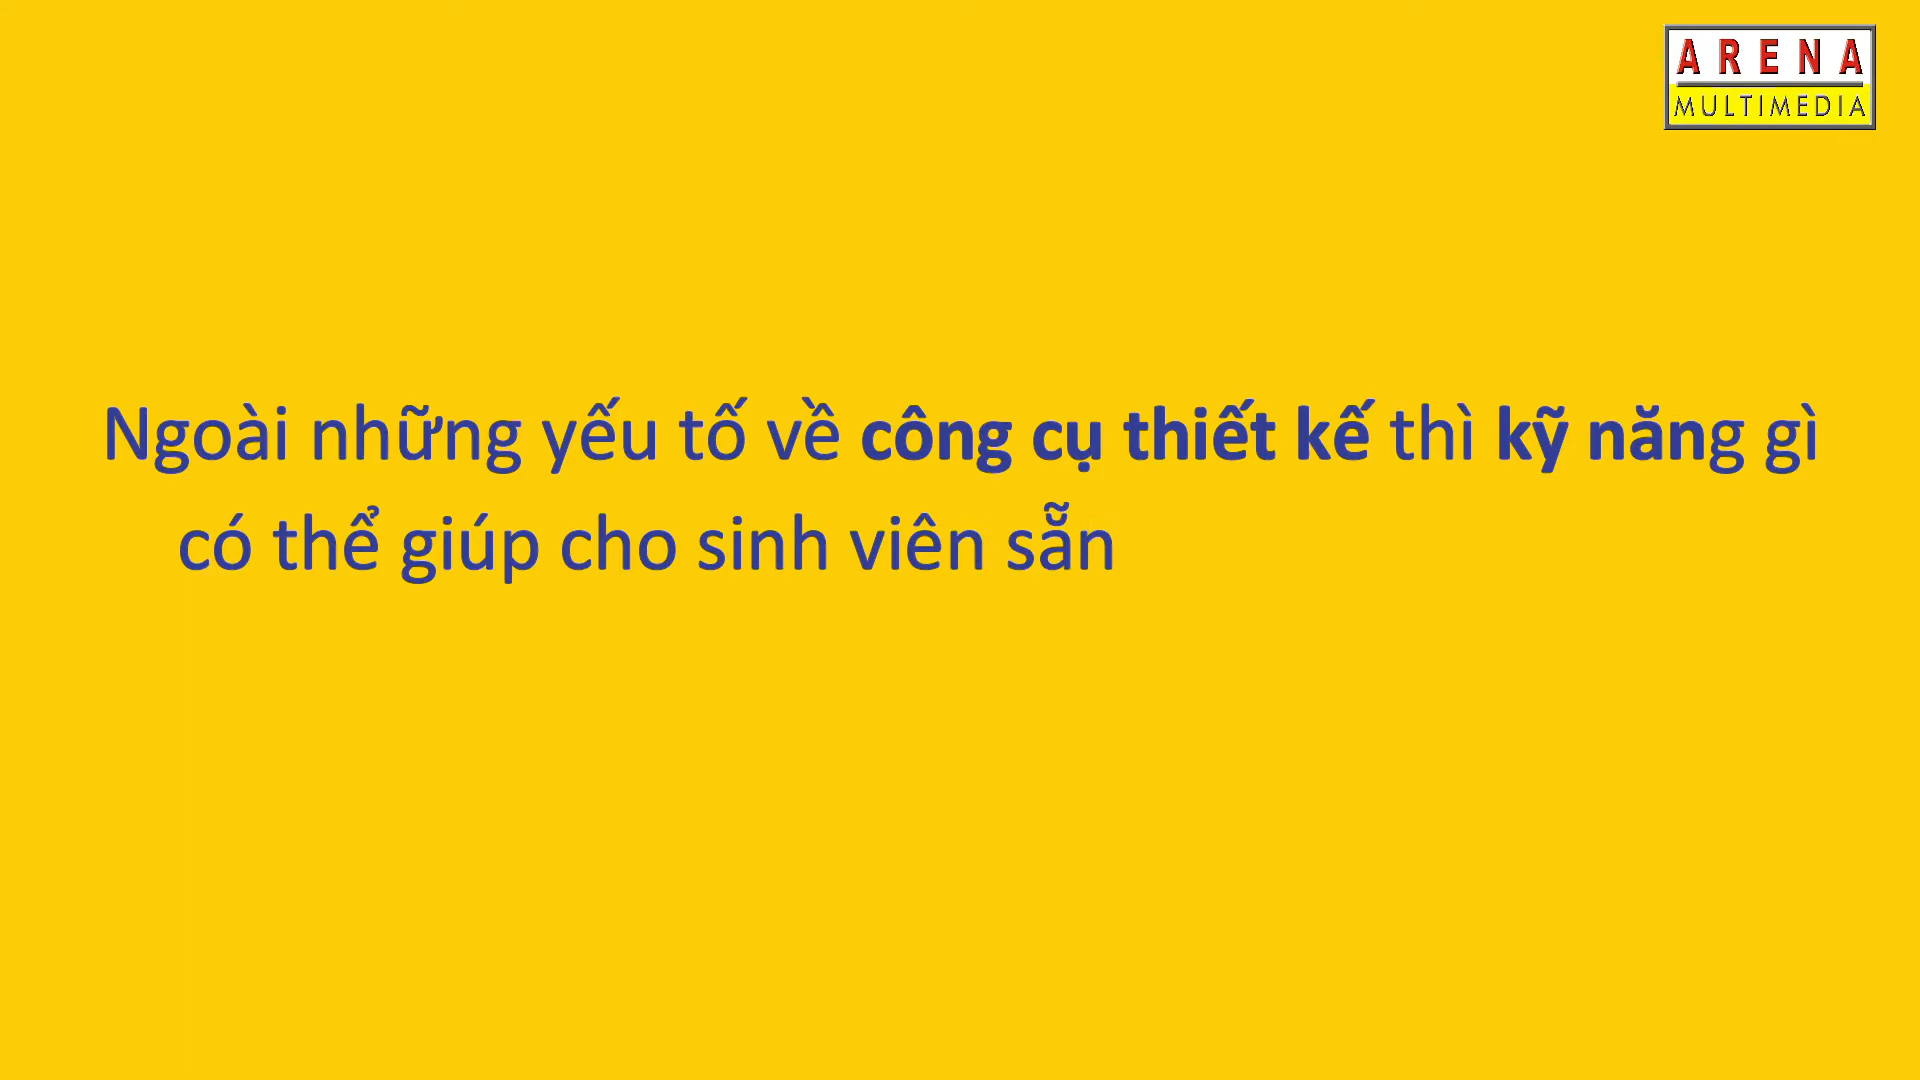 ARENA
MULTIMEDIA
Ngoài những yếu tố về công cụ thiết kế thì kỹ năng gì
có thể giúp cho sinh viên sẵn